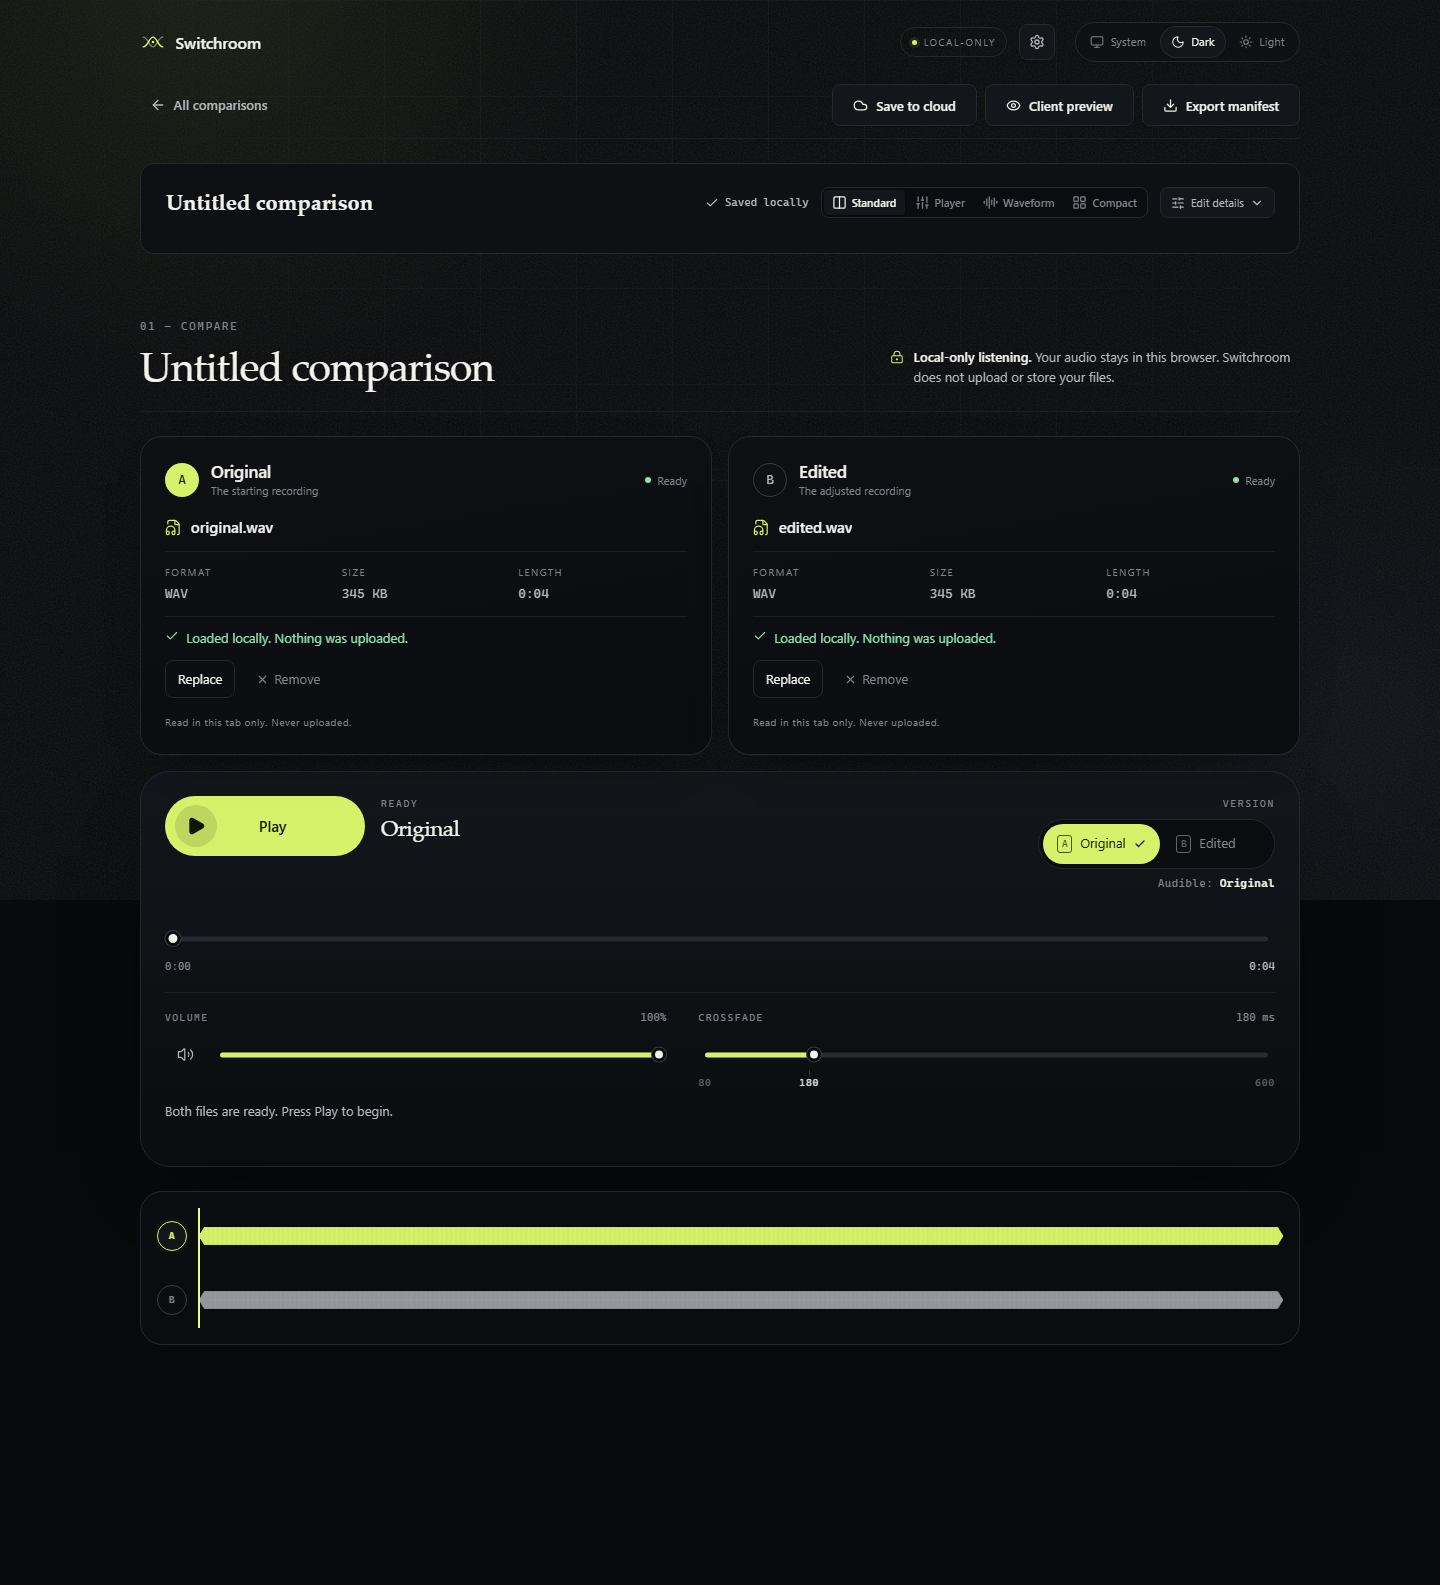 Switchroom
LOCAL-ONLY
System
Dark
Light
All comparisons
Save to cloud
Client preview
Export manifest
Untitled comparison
Saved locally
Standard
Player
Waveform
Compact
Edit details
01 — COMPARE
Untitled comparison
Local-only listening. Your audio stays in this browser. Switchroom
does not upload or store your files.
A
Original
The starting recording
Ready
original.wav
FORMAT
SIZE
LENGTH
WAV
345 KB
0:04
Loaded locally. Nothing was uploaded.
Replace
Remove
Read in this tab only. Never uploaded.
B
Edited
The adjusted recording
Ready
edited.wav
FORMAT
SIZE
LENGTH
WAV
345 KB
0:04
Loaded locally. Nothing was uploaded.
Replace
Remove
Read in this tab only. Never uploaded.
Play
READY
Original
VERSION
A Original
B Edited
Audible: Original
0:00
0:04
VOLUME
100%
CROSSFADE
180 ms
80
180
600
Both files are ready. Press Play to begin.
A
B